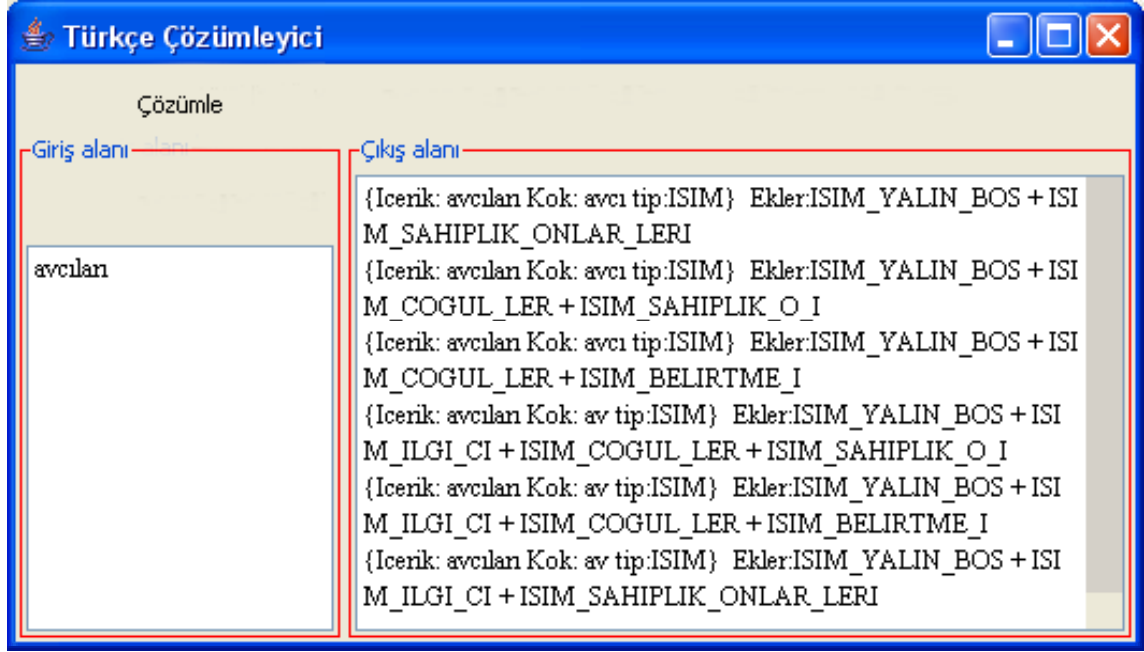 Türkçe Çözümleyici
Çözümle
Giriş alanı
avcıları
Çıkış alanı
{Icerik: avcıları Kok: avcı tip:ISIM} Ekler:ISIM_YALIN_BOS + ISI
M_SAHIPLIK_ONLAR_LERI
{Icerik: avcıları Kok: avcı tip:ISIM} Ekler:ISIM_YALIN_BOS + ISI
M_COGUL_LER + ISIM_SAHIPLIK_O_I
{Icerik: avcıları Kok: avcı tip:ISIM} Ekler:ISIM_YALIN_BOS + ISI
M_COGUL_LER + ISIM_BELIRTME_I
{Icerik: avcıları Kok: av tip:ISIM} Ekler:ISIM_YALIN_BOS + ISI
M_ILGI_CI + ISIM_COGUL_LER + ISIM_SAHIPLIK_O_I
{Icerik: avcıları Kok: av tip:ISIM} Ekler:ISIM_YALIN_BOS + ISI
M_ILGI_CI + ISIM_COGUL_LER + ISIM_BELIRTME_I
{Icerik: avcıları Kok: av tip:ISIM} Ekler:ISIM_YALIN_BOS + ISI
M_ILGI_CI + ISIM_SAHIPLIK_ONLAR_LERI